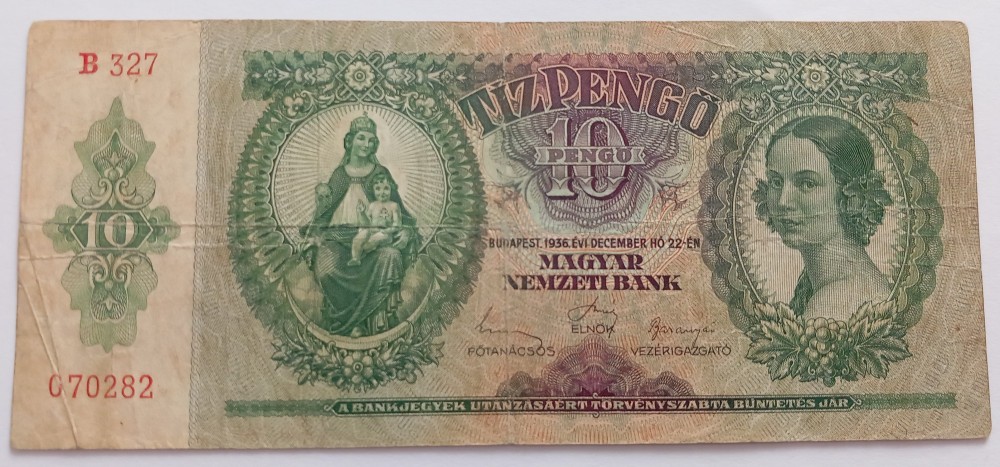 B 327
10
070282
TÍZPENGŐ
10
PENGŐ
BUDAPEST, 1936. ÉVI DECEMBER HÓ 22-ÉN
MAGYAR
NEMZETI BANK
ELNÖK
FŐTANÁCSOS VEZÉRIGAZGATÓ
A BANKJEGYEK UTÁNZÁSÁÉRT TÖRVÉNYSZABTA BÜNTETÉS JÁR